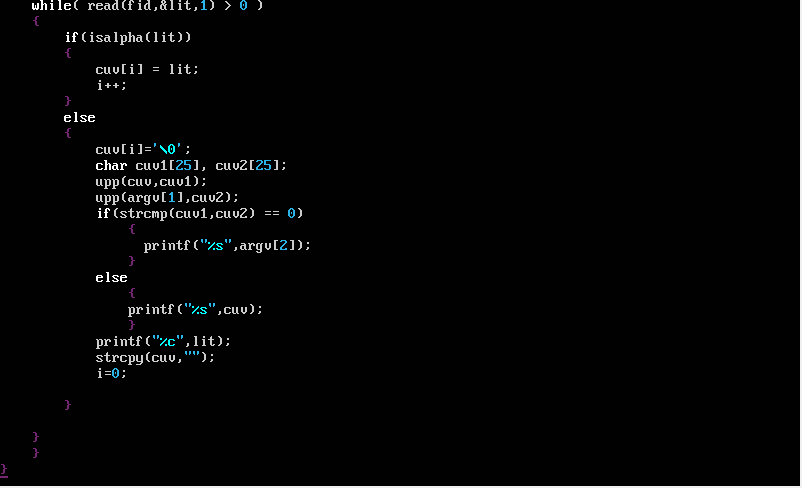 while( read(fid,&lit,1) > 0 )
{
if(isalpha(lit))
{
cuv[i] = lit;
i++;
}
else
{
cuv[i]='\0';
char cuv1[25], cuv2[25];
upp(cuv,cuv1);
upp(argv[1],cuv2);
if(strcmp(cuv1,cuv2) == 0)
{
printf("%s",argv[2]);
}
else
{
printf("%s",cuv);
}
printf("%c",lit);
strcpy(cuv,"");
i=0;
}
}
}
}